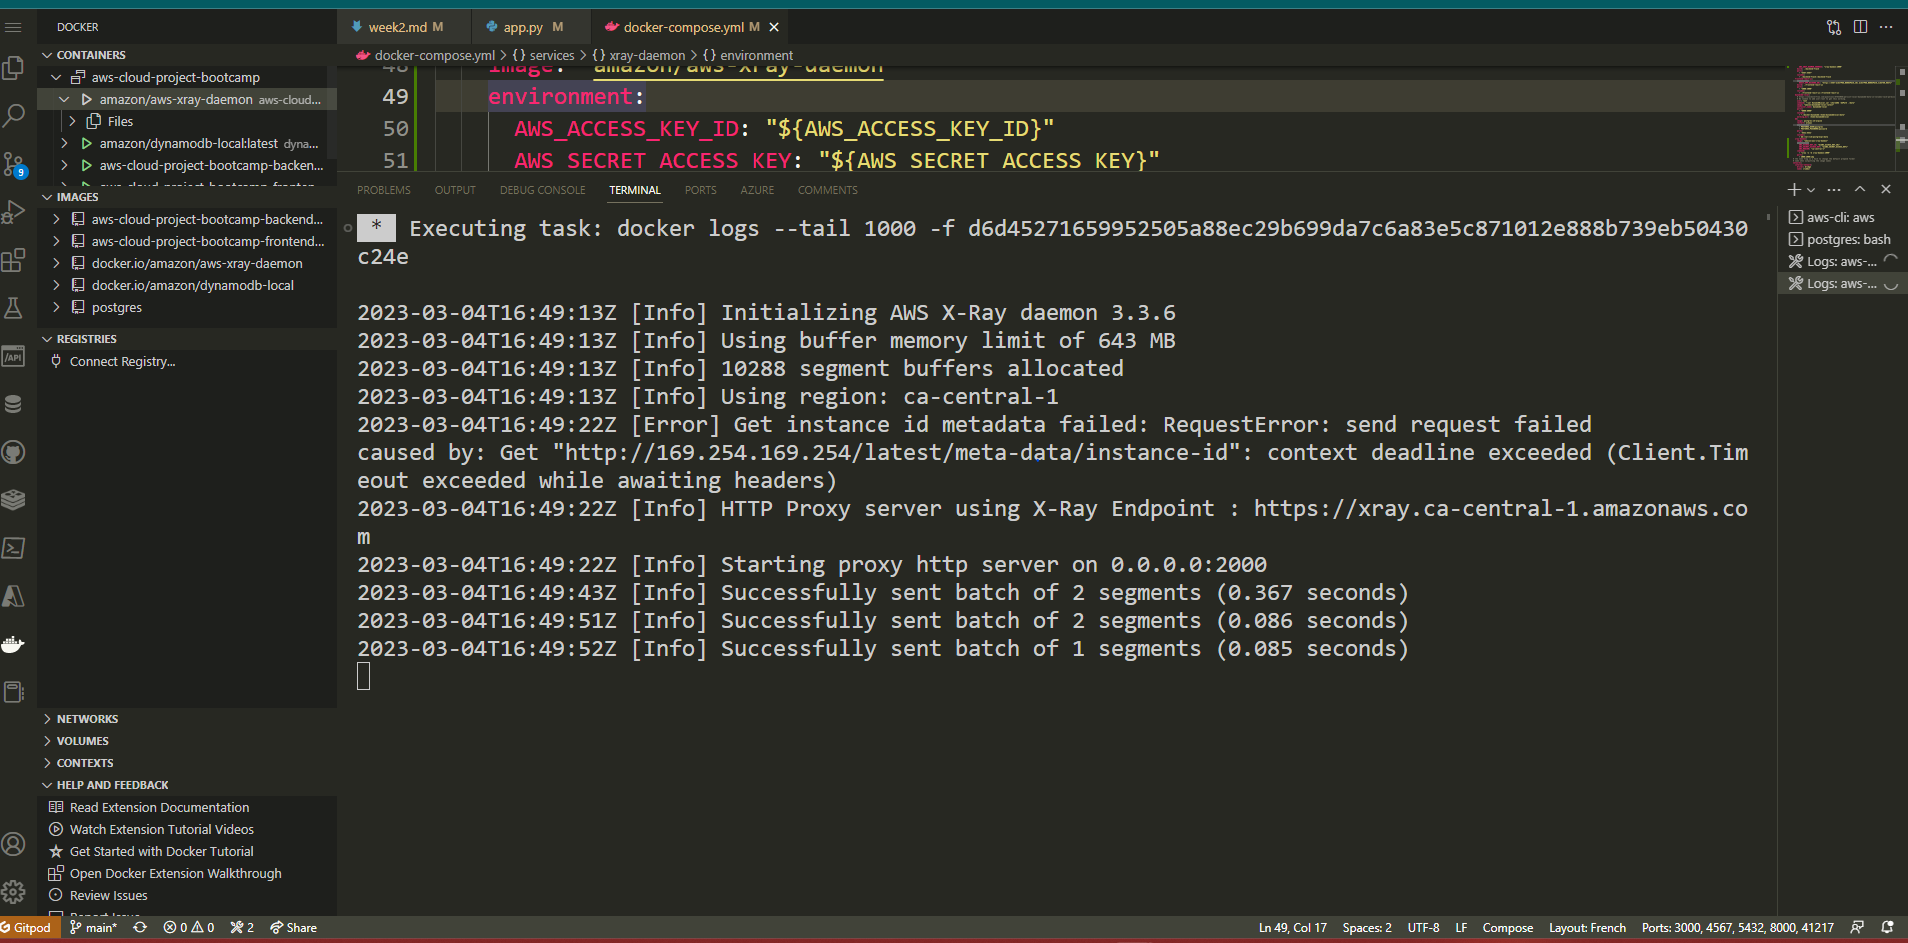 DOCKER
week2.md M
app.py M
docker-compose.yml M
CONTAINERS
docker-compose.yml > {} services > {} xray-daemon > {} environment
aws-cloud-project-bootcamp
amazon/aws-xray-daemon aws-cloud...
Files
amazon/dynamodb-local:latest dyna...
aws-cloud-project-bootcamp-backen...
aws-cloud-project-bootcamp-fronten...
48 image: amazon/aws-xray-daemon
49 environment:
50 AWS_ACCESS_KEY_ID: "${AWS_ACCESS_KEY_ID}"
51 AWS_SECRET_ACCESS_KEY: "${AWS_SECRET_ACCESS_KEY}"
IMAGES
aws-cloud-project-bootcamp-backend...
aws-cloud-project-bootcamp-frontend...
docker.io/amazon/aws-xray-daemon
docker.io/amazon/dynamodb-local
postgres
REGISTRIES
Connect Registry...
PROBLEMS OUTPUT DEBUG CONSOLE TERMINAL PORTS AZURE COMMENTS
* Executing task: docker logs --tail 1000 -f d6d45271659952505a88ec29b699da7c6a83e5c871012e888b739eb50430
c24e
2023-03-04T16:49:13Z [Info] Initializing AWS X-Ray daemon 3.3.6
2023-03-04T16:49:13Z [Info] Using buffer memory limit of 643 MB
2023-03-04T16:49:13Z [Info] 10288 segment buffers allocated
2023-03-04T16:49:13Z [Info] Using region: ca-central-1
2023-03-04T16:49:22Z [Error] Get instance id metadata failed: RequestError: send request failed
caused by: Get "http://169.254.169.254/latest/meta-data/instance-id": context deadline exceeded (Client.Tim
eout exceeded while awaiting headers)
2023-03-04T16:49:22Z [Info] HTTP Proxy server using X-Ray Endpoint : https://xray.ca-central-1.amazonaws.co
m
2023-03-04T16:49:22Z [Info] Starting proxy http server on 0.0.0.0:2000
2023-03-04T16:49:43Z [Info] Successfully sent batch of 2 segments (0.367 seconds)
2023-03-04T16:49:51Z [Info] Successfully sent batch of 2 segments (0.086 seconds)
2023-03-04T16:49:52Z [Info] Successfully sent batch of 1 segments (0.085 seconds)
aws-cli: aws
postgres: bash
Logs: aws-...
Logs: aws-...
9
API
NETWORKS
VOLUMES
CONTEXTS
HELP AND FEEDBACK
Read Extension Documentation
Watch Extension Tutorial Videos
Get Started with Docker Tutorial
Open Docker Extension Walkthrough
Review Issues
Report Issue
Gitpod main* 0 0 2 Share
Ln 49, Col 17 Spaces: 2 UTF-8 LF Compose Layout: French Ports: 3000, 4567, 5432, 8000, 41217